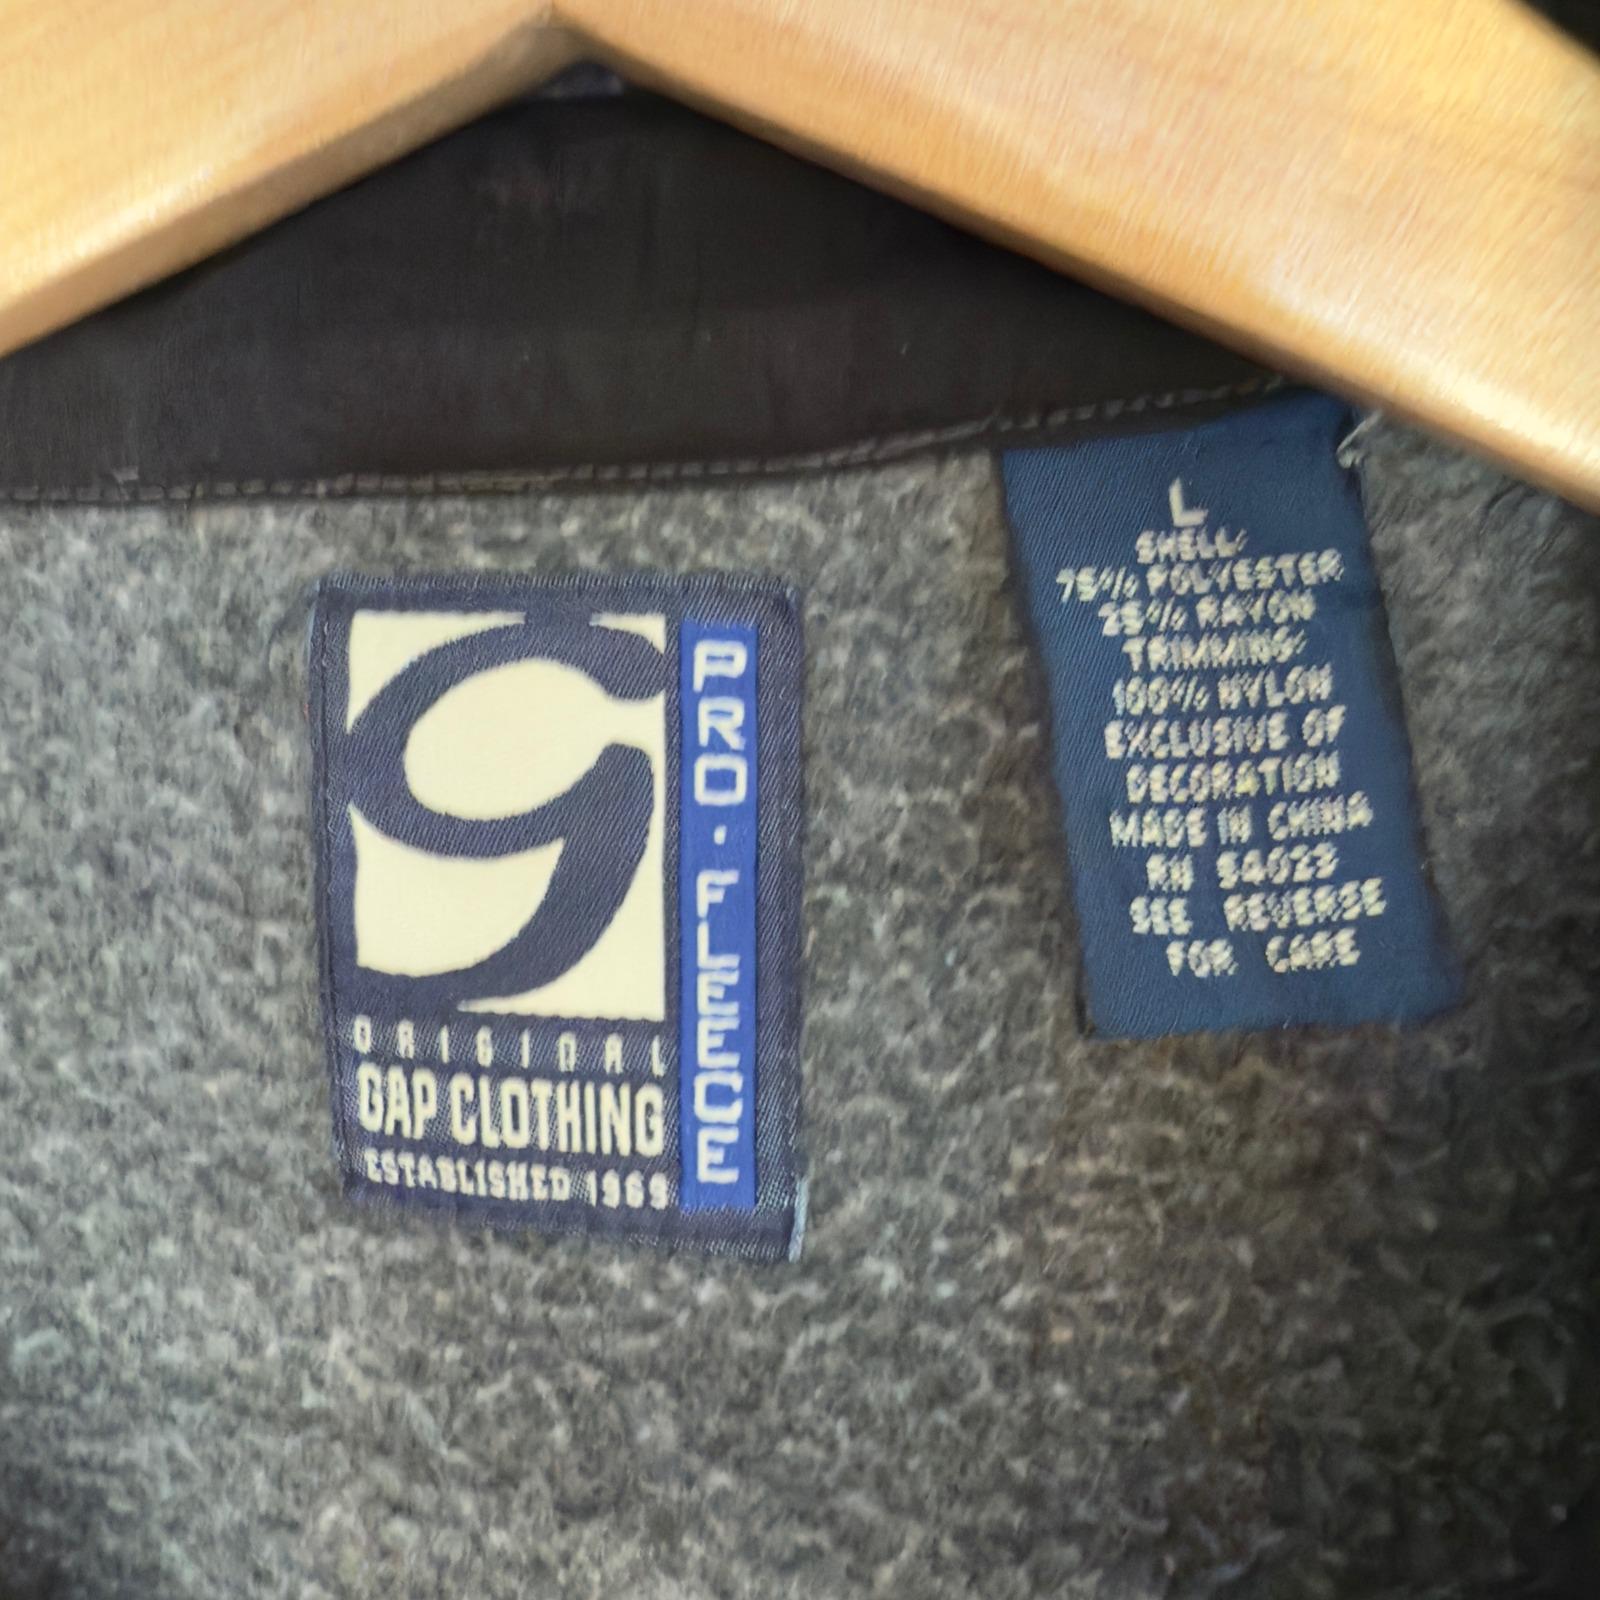 G
ORIGINAL
GAP CLOTHING
ESTABLISHED 1969
PRO·FLEECE
L
SHELL:
75% POLYESTER
25% RAYON
TRIMMING:
100% NYLON
EXCLUSIVE OF
DECORATION
MADE IN CHINA
RN 54023
SEE REVERSE
FOR CARE